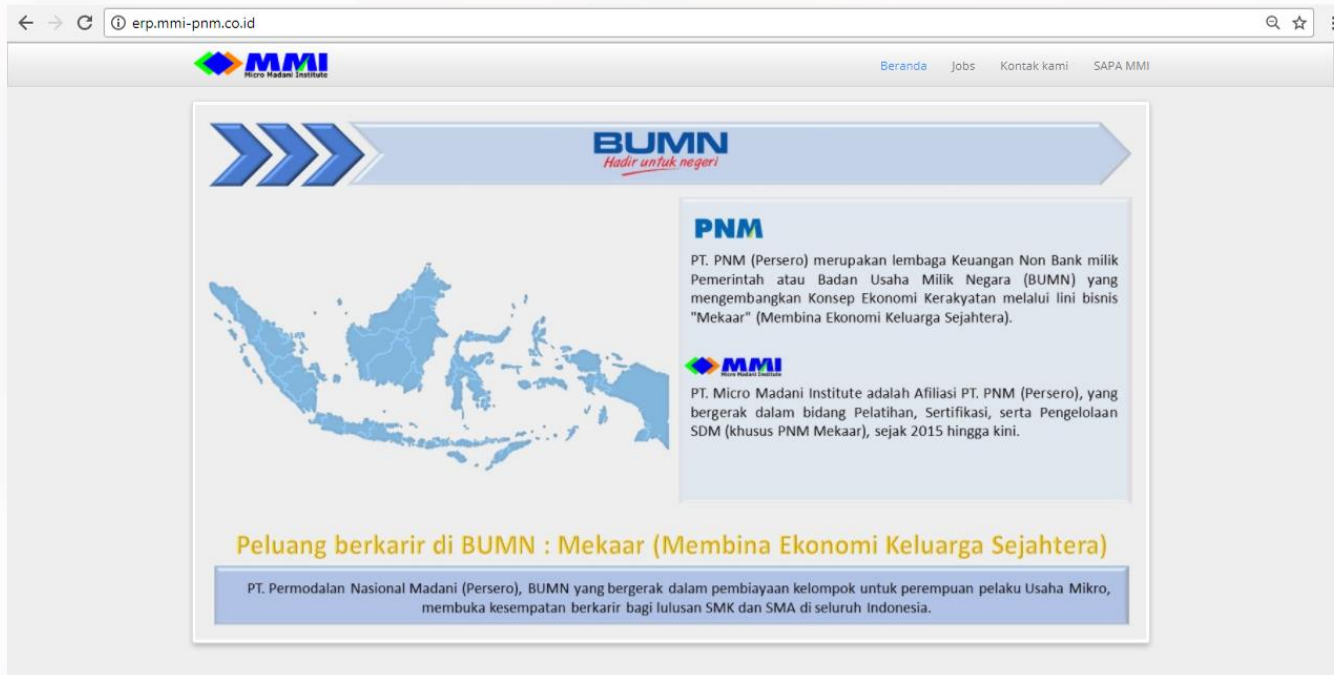 erp.mmi-pnm.co.id
MMI
Micro Madani Institute
Beranda Jobs Kontak kami SAPA MMI
BUMN
Hadir untuk negeri
PNM
PT. PNM (Persero) merupakan lembaga Keuangan Non Bank milik
Pemerintah atau Badan Usaha Milik Negara (BUMN) yang
mengembangkan Konsep Ekonomi Kerakyatan melalui lini bisnis
"Mekaar" (Membina Ekonomi Keluarga Sejahtera).
MMI
Micro Madani Institute
PT. Micro Madani Institute adalah Afiliasi PT. PNM (Persero), yang
bergerak dalam bidang Pelatihan, Sertifikasi, serta Pengelolaan
SDM (khusus PNM Mekaar), sejak 2015 hingga kini.
Peluang berkarir di BUMN : Mekaar (Membina Ekonomi Keluarga Sejahtera)
PT. Permodalan Nasional Madani (Persero), BUMN yang bergerak dalam pembiayaan kelompok untuk perempuan pelaku Usaha Mikro,
membuka kesempatan berkarir bagi lulusan SMK dan SMA di seluruh Indonesia.